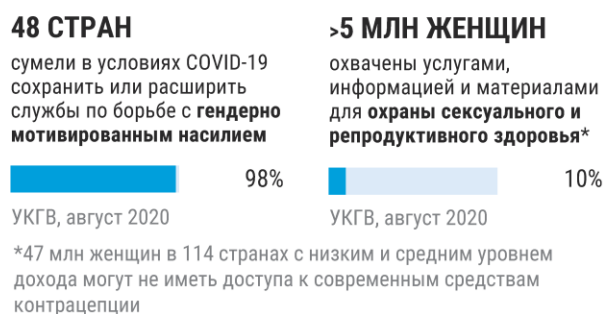 48 СТРАН
сумели в условиях COVID-19
сохранить или расширить
службы по борьбе с гендерно
мотивированным насилием
98%
УКГВ, август 2020
>5 МЛН ЖЕНЩИН
охвачены услугами,
информацией и материалами
для охраны сексуального и
репродуктивного здоровья*
10%
УКГВ, август 2020
*47 млн женщин в 114 странах с низким и средним уровнем
дохода могут не иметь доступа к современным средствам
контрацепции